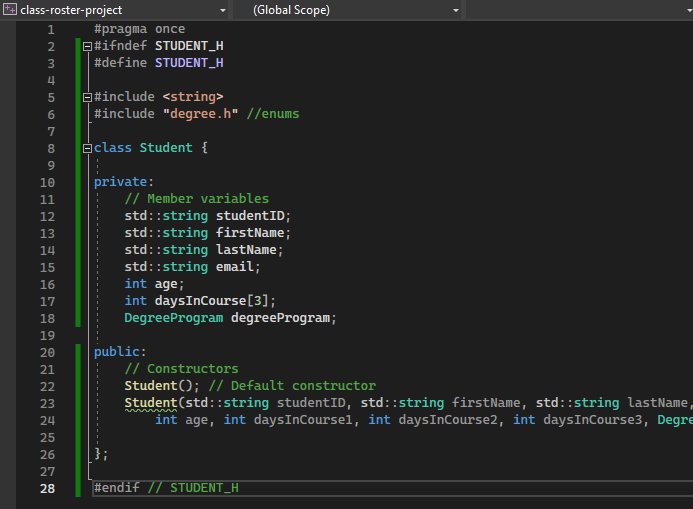 class-roster-project (Global Scope)
1 #pragma once
2 #ifndef STUDENT_H
3 #define STUDENT_H
4
5 #include <string>
6 #include "degree.h" //enums
7
8 class Student {
9
10 private:
11 // Member variables
12 std::string studentID;
13 std::string firstName;
14 std::string lastName;
15 std::string email;
16 int age;
17 int daysInCourse[3];
18 DegreeProgram degreeProgram;
19
20 public:
21 // Constructors
22 Student(); // Default constructor
23 Student(std::string studentID, std::string firstName, std::string lastName,
24 int age, int daysInCourse1, int daysInCourse2, int daysInCourse3, Degre
25
26 };
27
28 #endif // STUDENT_H